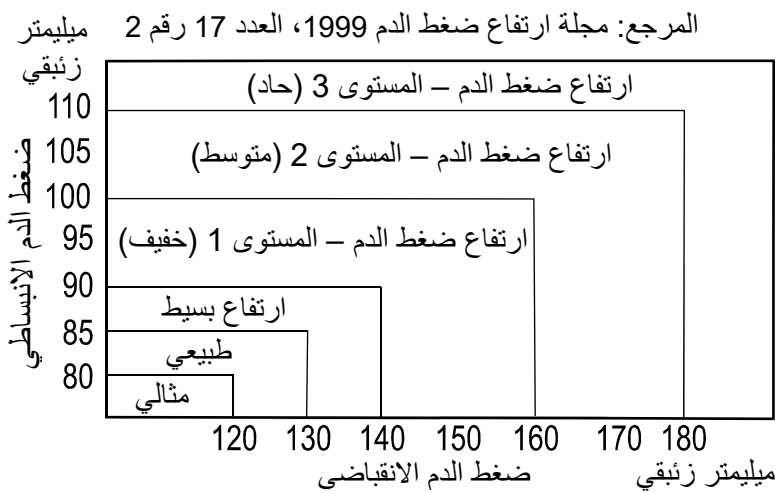 المرجع: مجلة ارتفاع ضغط الدم 1999، العدد 17 رقم 2
ميليمتر
زئبقي
ارتفاع ضغط الدم – المستوى 3 (حاد)
110
ارتفاع ضغط الدم – المستوى 2 (متوسط)
105
100
ارتفاع ضغط الدم – المستوى 1 (خفيف)
95
90
ارتفاع بسيط
85
طبيعي
80
مثالي
ضغط الدم الانبساطي
120 130 140 150 160 170 180
ضغط الدم الانقباضي
ميليمتر زئبقي